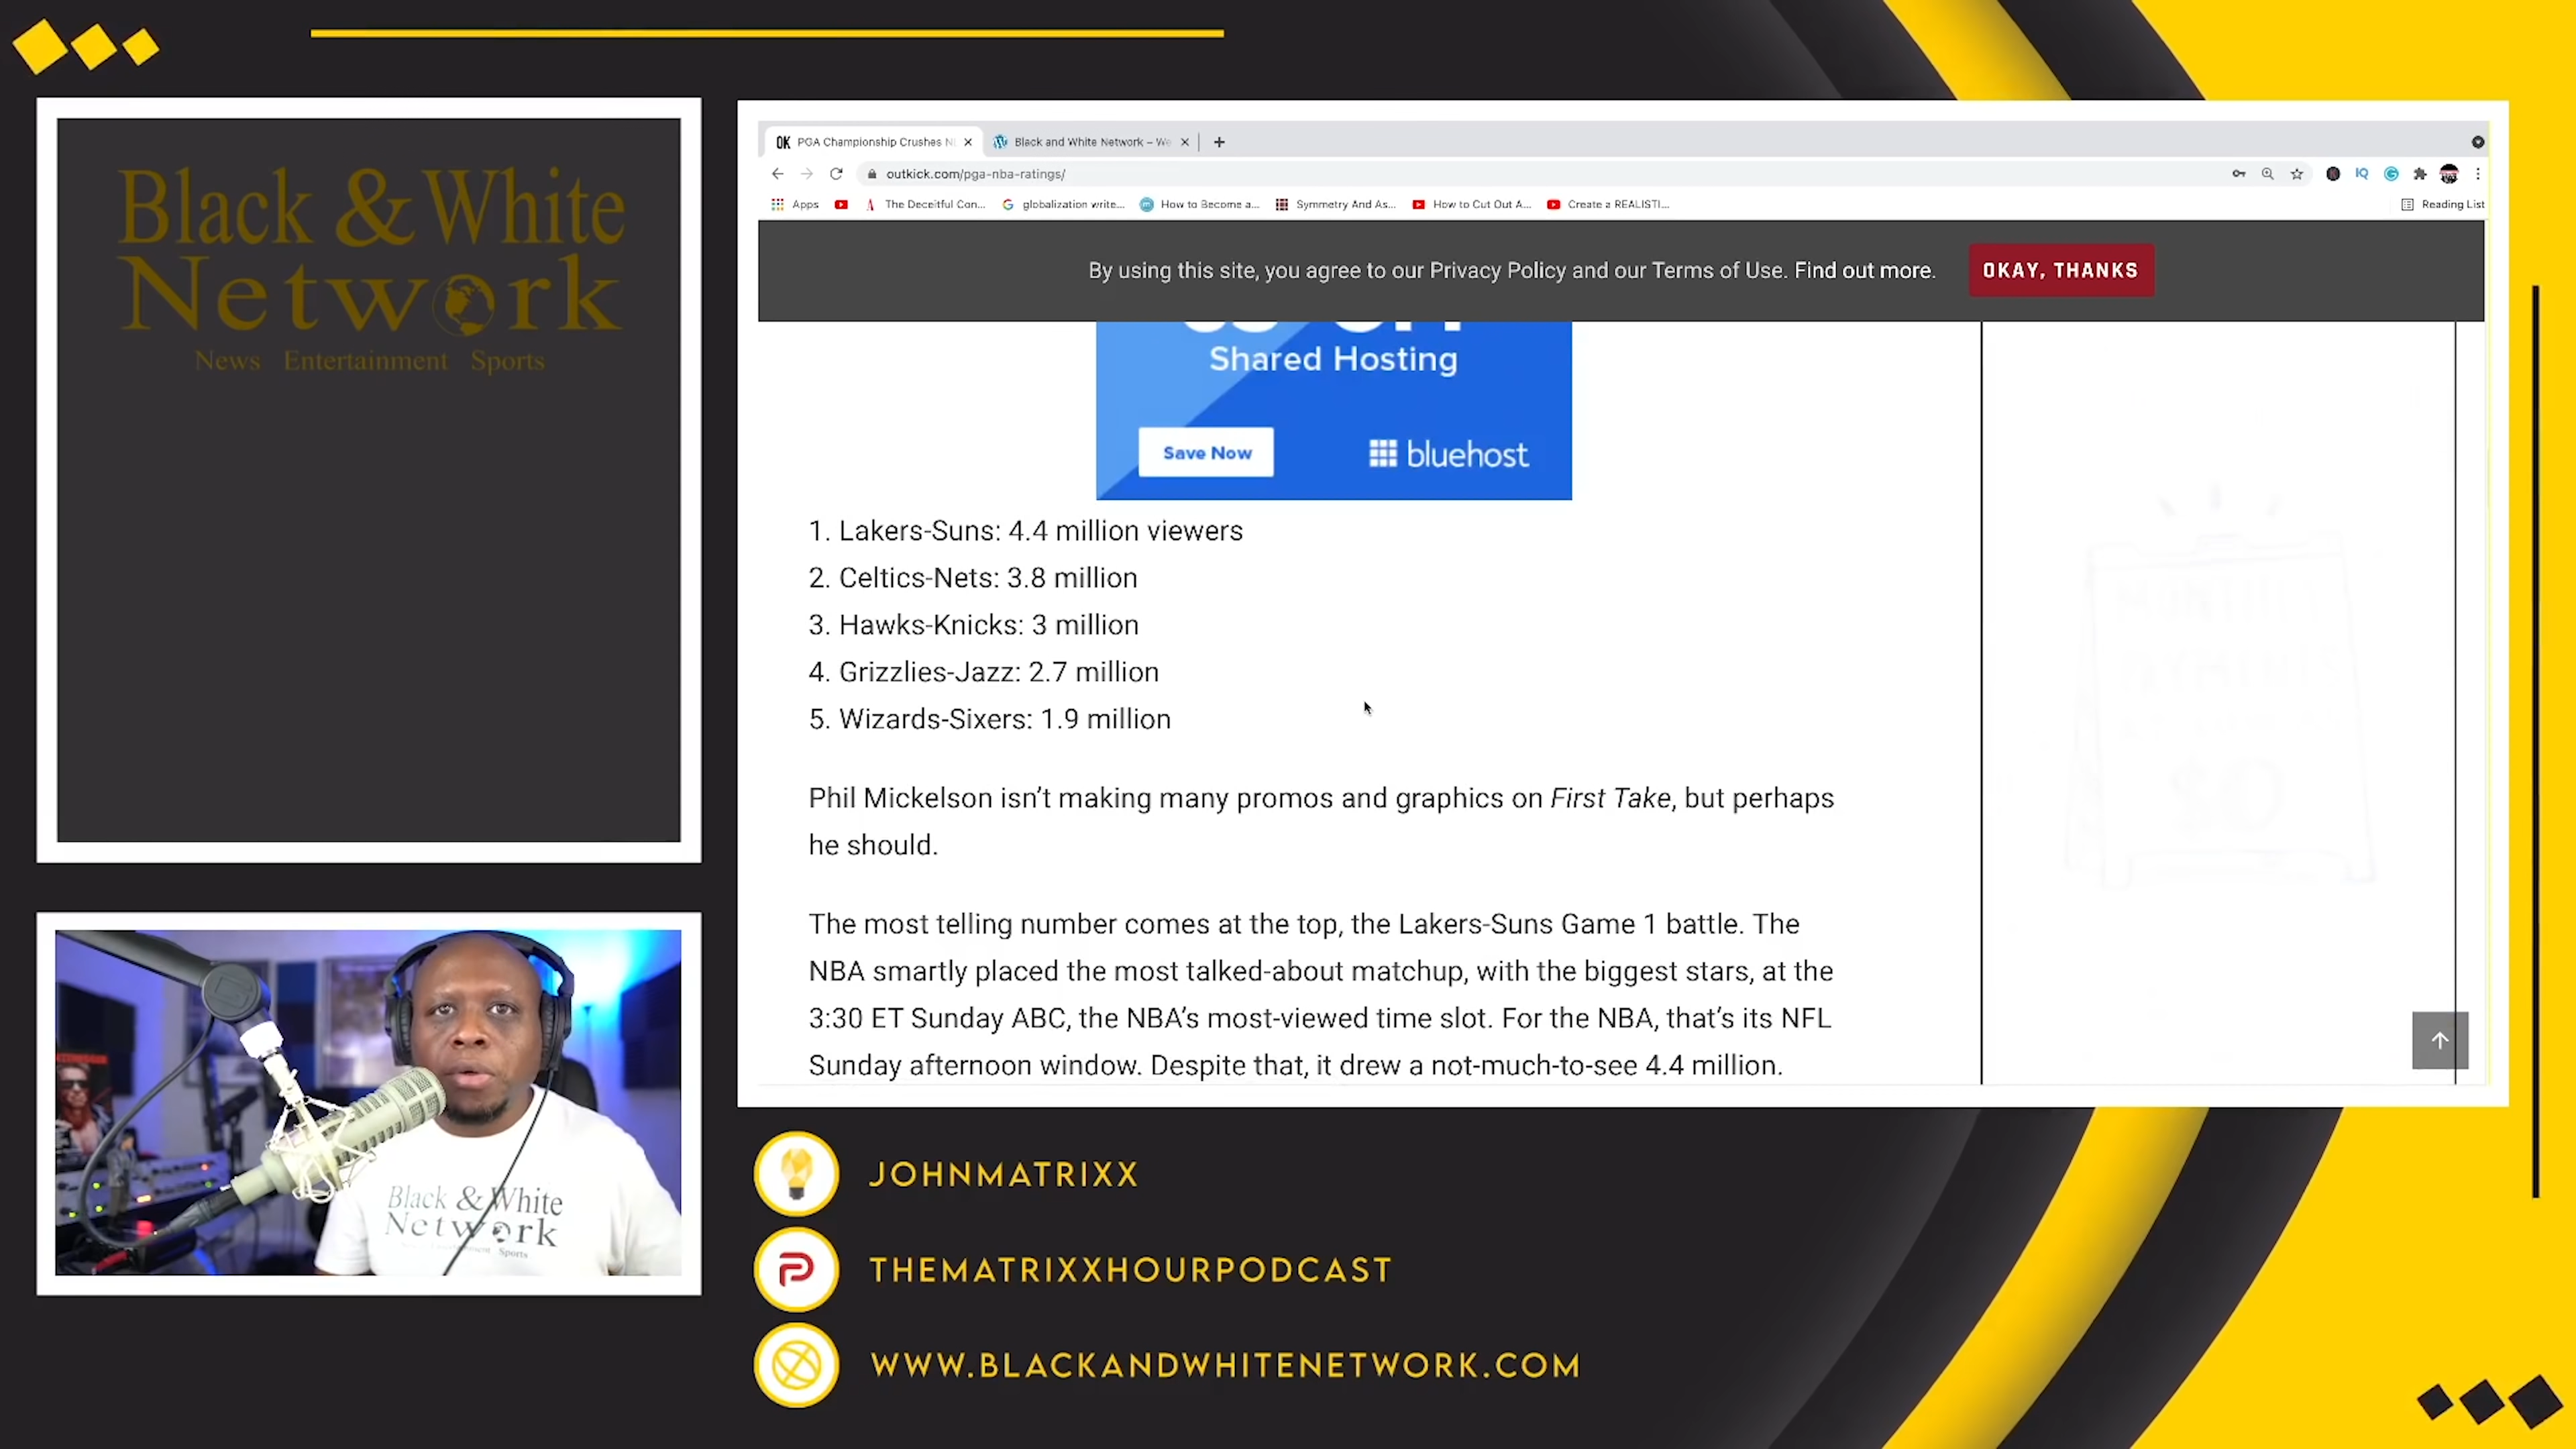 Black & White
Network
News Entertainment Sports
OK PGA Championship Crushes N
Black and White Network – We
outkick.com/pga-nba-ratings/
Apps
The Deceitful Con...
globalization write...
How to Become a...
Symmetry And As...
How to Cut Out A...
Create a REALISTI...
Reading List
By using this site, you agree to our Privacy Policy and our Terms of Use. Find out more.
OKAY, THANKS
Shared Hosting
Save Now
bluehost
1. Lakers-Suns: 4.4 million viewers
2. Celtics-Nets: 3.8 million
3. Hawks-Knicks: 3 million
4. Grizzlies-Jazz: 2.7 million
5. Wizards-Sixers: 1.9 million
Phil Mickelson isn't making many promos and graphics on First Take, but perhaps
he should.
The most telling number comes at the top, the Lakers-Suns Game 1 battle. The
NBA smartly placed the most talked-about matchup, with the biggest stars, at the
3:30 ET Sunday ABC, the NBA's most-viewed time slot. For the NBA, that's its NFL
Sunday afternoon window. Despite that, it drew a not-much-to-see 4.4 million.
Black & White
Network
Sports
JOHNMATRIXX
THEMATRIXXHOURPODCAST
WWW.BLACKANDWHITENETWORK.COM